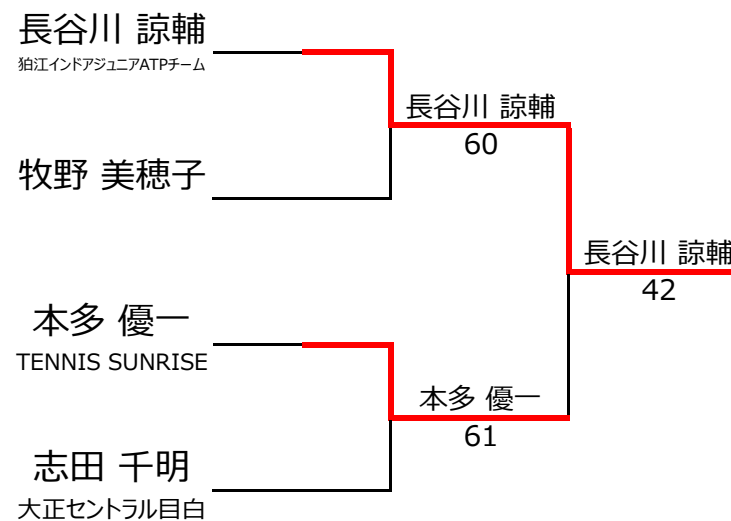 長谷川 諒輔
狛江インドアジュニアATPチーム
長谷川 諒輔
60
牧野 美穂子
長谷川 諒輔
42
本多 優一
TENNIS SUNRISE
本多 優一
61
志田 千明
大正セントラル目白